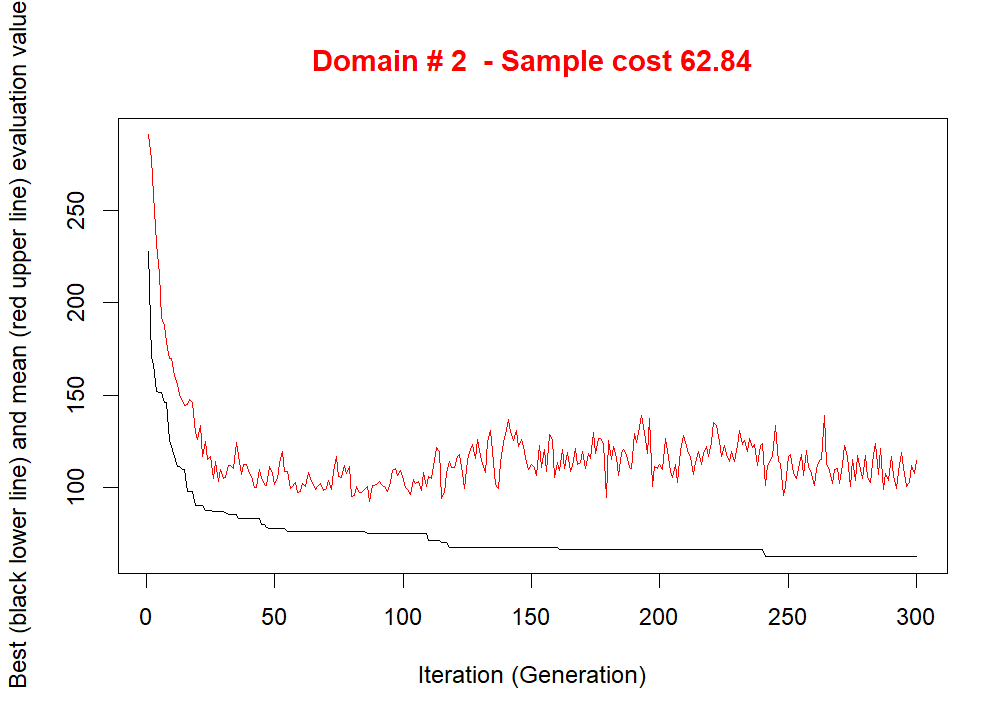 Domain # 2  - Sample cost 62.84
Best (black lower line) and mean (red upper line) evaluation value
250
200
150
100
0 50 100 150 200 250 300
Iteration (Generation)